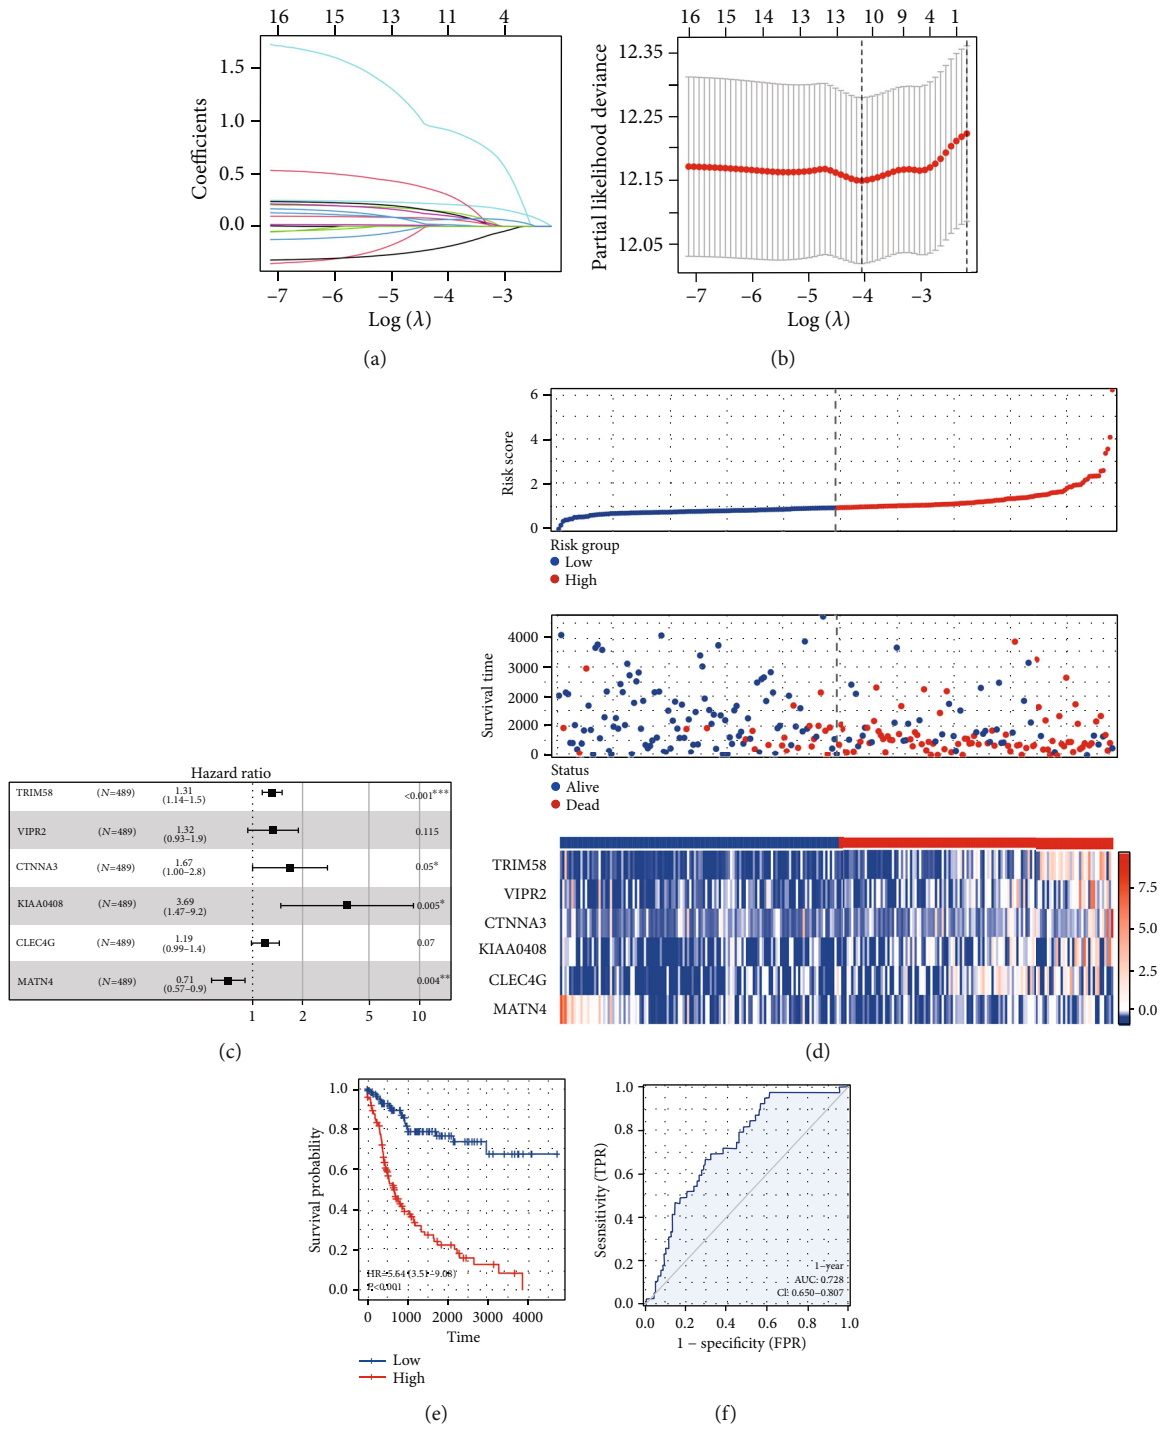 16 15 13 11 4
Coefficients
1.5
1.0
0.5
0.0
−7 −6 −5 −4 −3
Log (λ)
(a)
16 15 14 13 13 10 9 4 1
Partial likelihood deviance
12.35
12.25
12.15
12.05
−7 −6 −5 −4 −3
Log (λ)
(b)
Hazard ratio
TRIM58 (N=489) 1.31 (1.14–1.5) <0.001***
VIPR2 (N=489) 1.32 (0.93–1.9) 0.115
CTNNA3 (N=489) 1.67 (1.00–2.8) 0.05*
KIAA0408 (N=489) 3.69 (1.47–9.2) 0.005*
CLEC4G (N=489) 1.19 (0.99–1.4) 0.07
MATN4 (N=489) 0.71 (0.57–0.9) 0.004**
1 2 5 10
(c)
Risk score
6
4
2
0
Risk group
Low
High
Survival time
4000
3000
2000
2000
0
Status
Alive
Dead
TRIM58
VIPR2
CTNNA3
KIAA0408
CLEC4G
MATN4
7.5
5.0
2.5
0.0
(d)
Survival probability
1.0
0.8
0.6
0.4
0.2
0.0
HR=5.64 (3.51−9.08)
P<0.001
0 1000 2000 3000 4000
Time
Low
High
(e)
Sesnsitivity (TPR)
1.0
0.8
0.6
0.4
0.2
0.0
1−year
AUC: 0.728
CI: 0.650−0.807
0.0 0.2 0.4 0.6 0.8 1.0
1 − specificity (FPR)
(f)